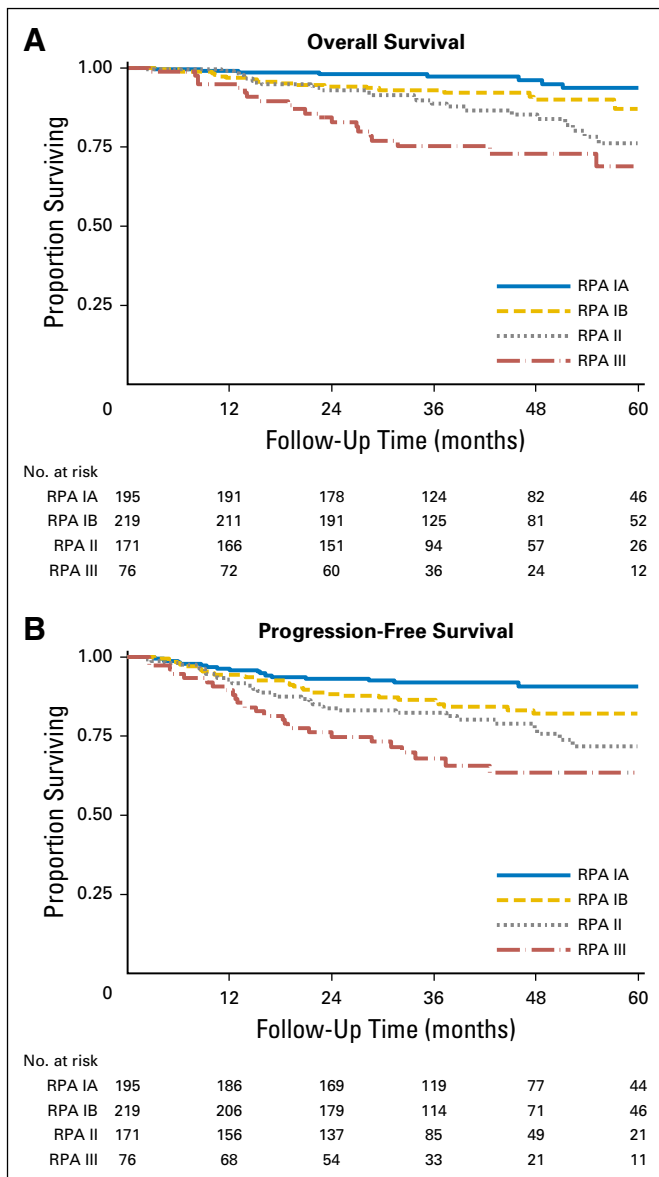 A
Overall Survival
1.00
0.75
0.50
0.25
0
12
24
36
48
60
Proportion Surviving
Follow-Up Time (months)
RPA IA
RPA IB
RPA II
RPA III
No. at risk
RPA IA 195 191 178 124 82 46
RPA IB 219 211 191 125 81 52
RPA II 171 166 151 94 57 26
RPA III 76 72 60 36 24 12
B
Progression-Free Survival
1.00
0.75
0.50
0.25
0
12
24
36
48
60
Proportion Surviving
Follow-Up Time (months)
RPA IA
RPA IB
RPA II
RPA III
No. at risk
RPA IA 195 186 169 119 77 44
RPA IB 219 206 179 114 71 46
RPA II 171 156 137 85 49 21
RPA III 76 68 54 33 21 11